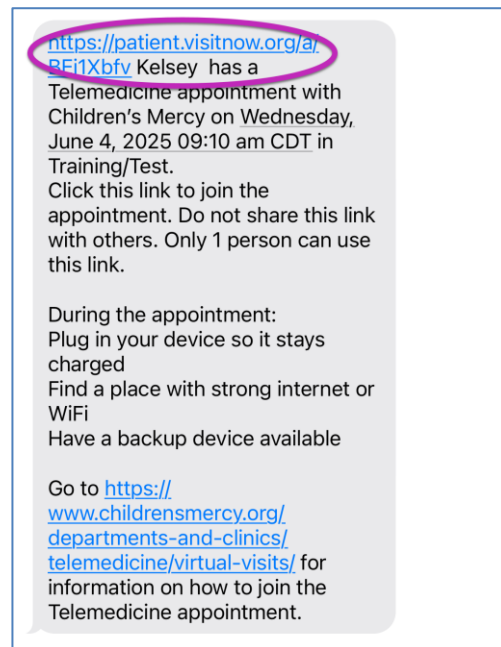 https://patient.visitnow.org/a/
BEj1Xbfv Kelsey  has a
Telemedicine appointment with
Children’s Mercy on Wednesday,
June 4, 2025 09:10 am CDT in
Training/Test.
Click this link to join the
appointment. Do not share this link
with others. Only 1 person can use
this link.

During the appointment:
Plug in your device so it stays
charged
Find a place with strong internet or
WiFi
Have a backup device available

Go to https://
www.childrensmercy.org/
departments-and-clinics/
telemedicine/virtual-visits/ for
information on how to join the
Telemedicine appointment.